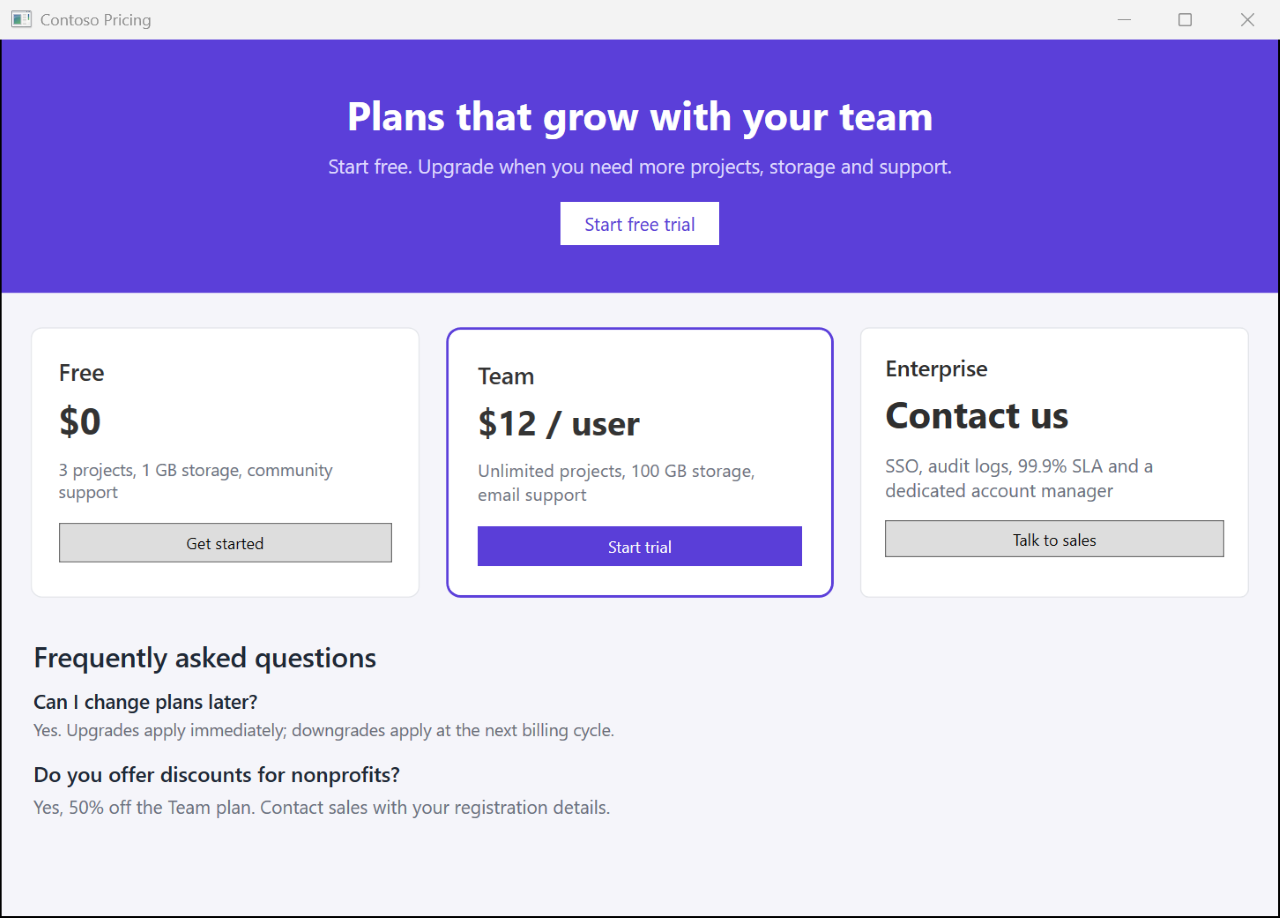 Contoso Pricing
Plans that grow with your team
Start free. Upgrade when you need more projects, storage and support.
Start free trial
Free
$0
3 projects, 1 GB storage, community
support
Get started
Team
$12 / user
Unlimited projects, 100 GB storage,
email support
Start trial
Enterprise
Contact us
SSO, audit logs, 99.9% SLA and a
dedicated account manager
Talk to sales
Frequently asked questions
Can I change plans later?
Yes. Upgrades apply immediately; downgrades apply at the next billing cycle.
Do you offer discounts for nonprofits?
Yes, 50% off the Team plan. Contact sales with your registration details.